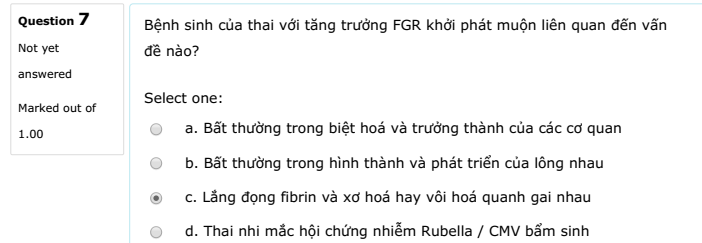 Question 7
Not yet
answered
Marked out of
1.00
Bệnh sinh của thai với tăng trưởng FGR khởi phát muộn liên quan đến vấn
đề nào?
Select one:
a. Bất thường trong biệt hoá và trưởng thành của các cơ quan
b. Bất thường trong hình thành và phát triển của lông nhau
c. Lắng đọng fibrin và xơ hoá hay vôi hoá quanh gai nhau
d. Thai nhi mắc hội chứng nhiễm Rubella / CMV bẩm sinh